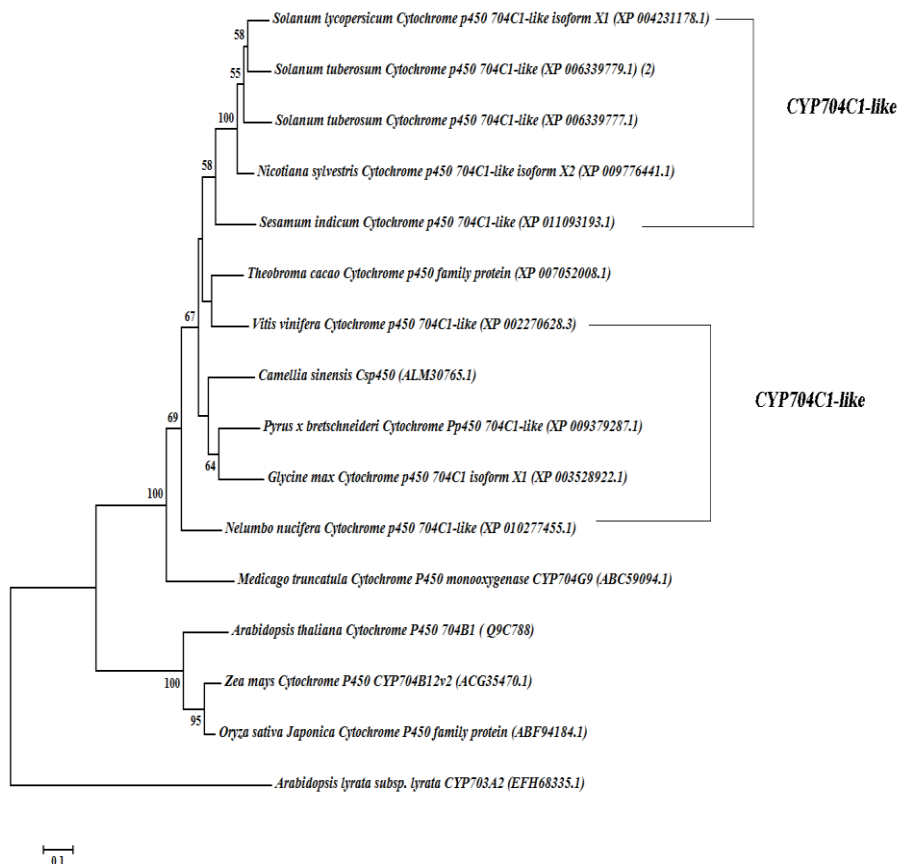 Solanum lycopersicum Cytochrome p450 704C1-like isoform X1 (XP 004231178.1)
58
Solanum tuberosum Cytochrome p450 704C1-like (XP 006339779.1) (2)
55
CYP704C1-like
Solanum tuberosum Cytochrome p450 704C1-like (XP 006339777.1)
100
58
Nicotiana sylvestris Cytochrome p450 704C1-like isoform X2 (XP 009776441.1)
Sesamum indicum Cytochrome p450 704C1-like (XP 011093193.1)
Theobroma cacao Cytochrome p450 family protein (XP 007052008.1)
67
Vitis vinifera Cytochrome p450 704C1-like (XP 002270628.3)
Camellia sinensis Csp450 (ALM30765.1)
CYP704C1-like
69
Pyrus x bretschneideri Cytochrome Pp450 704C1-like (XP 009379287.1)
64
Glycine max Cytochrome p450 704C1 isoform X1 (XP 003528922.1)
100
Nelumbo nucifera Cytochrome p450 704C1-like (XP 010277455.1)
Medicago truncatula Cytochrome P450 monooxygenase CYP704G9 (ABC59094.1)
Arabidopsis thaliana Cytochrome P450 704B1 ( Q9C788)
100
Zea mays Cytochrome P450 CYP704B12v2 (ACG35470.1)
95
Oryza sativa Japonica Cytochrome P450 family protein (ABF94184.1)
Arabidopsis lyrata subsp. lyrata CYP703A2 (EFH68335.1)
0.1